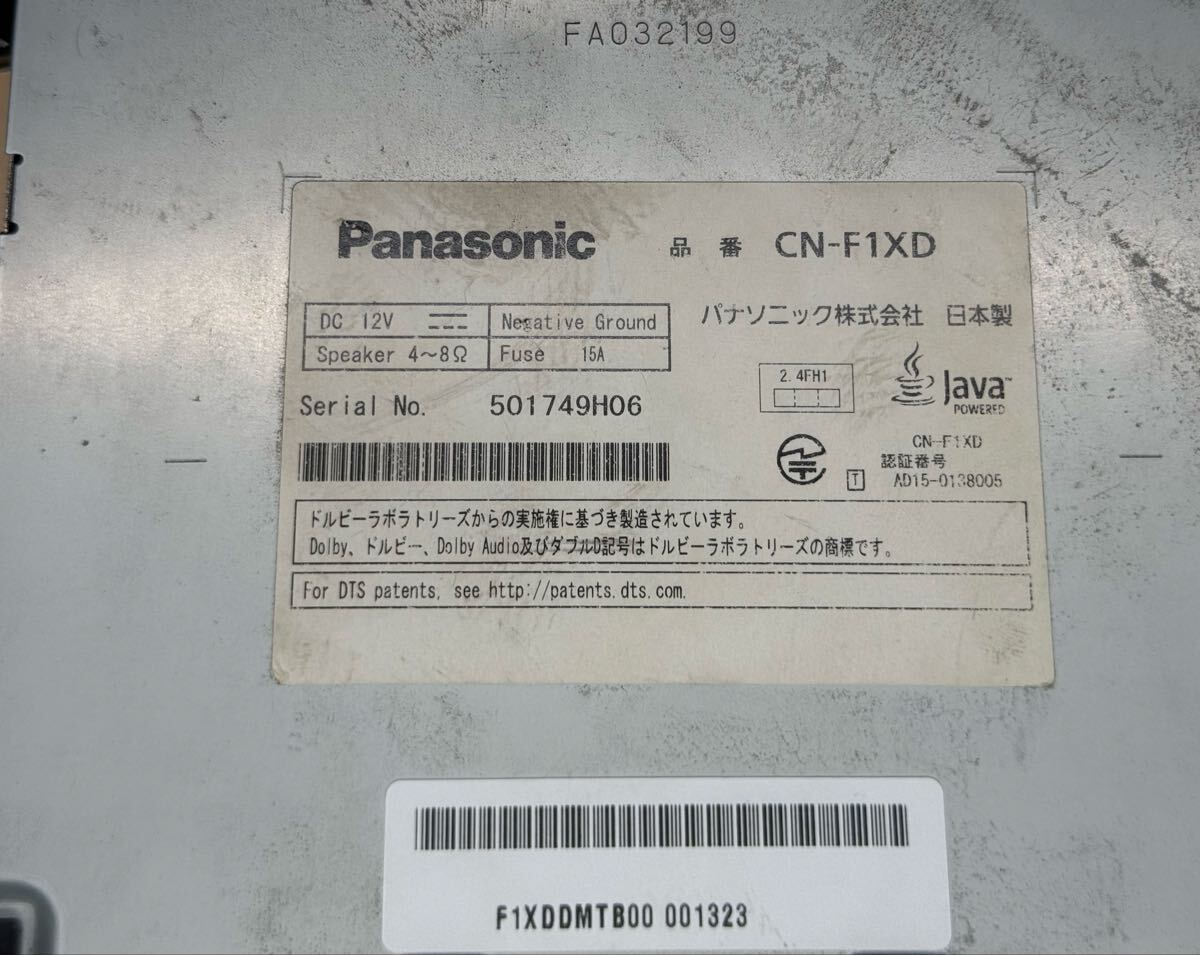 FA032199
Panasonic 品番 CN-F1XD
DC 12V Negative Ground
Speaker 4〜8Ω Fuse 15A
パナソニック株式会社 日本製
2.4FH1
Java™
POWERED
Serial No. 501749H06
CN-F1XD
認証番号
T AD15-0138005
ドルビーラボラトリーズからの実施権に基づき製造されています。
Dolby、ドルビー、Dolby Audio及びダブルD記号はドルビーラボラトリーズの商標です。
For DTS patents, see http://patents.dts.com.
F1XDDMTB00 001323